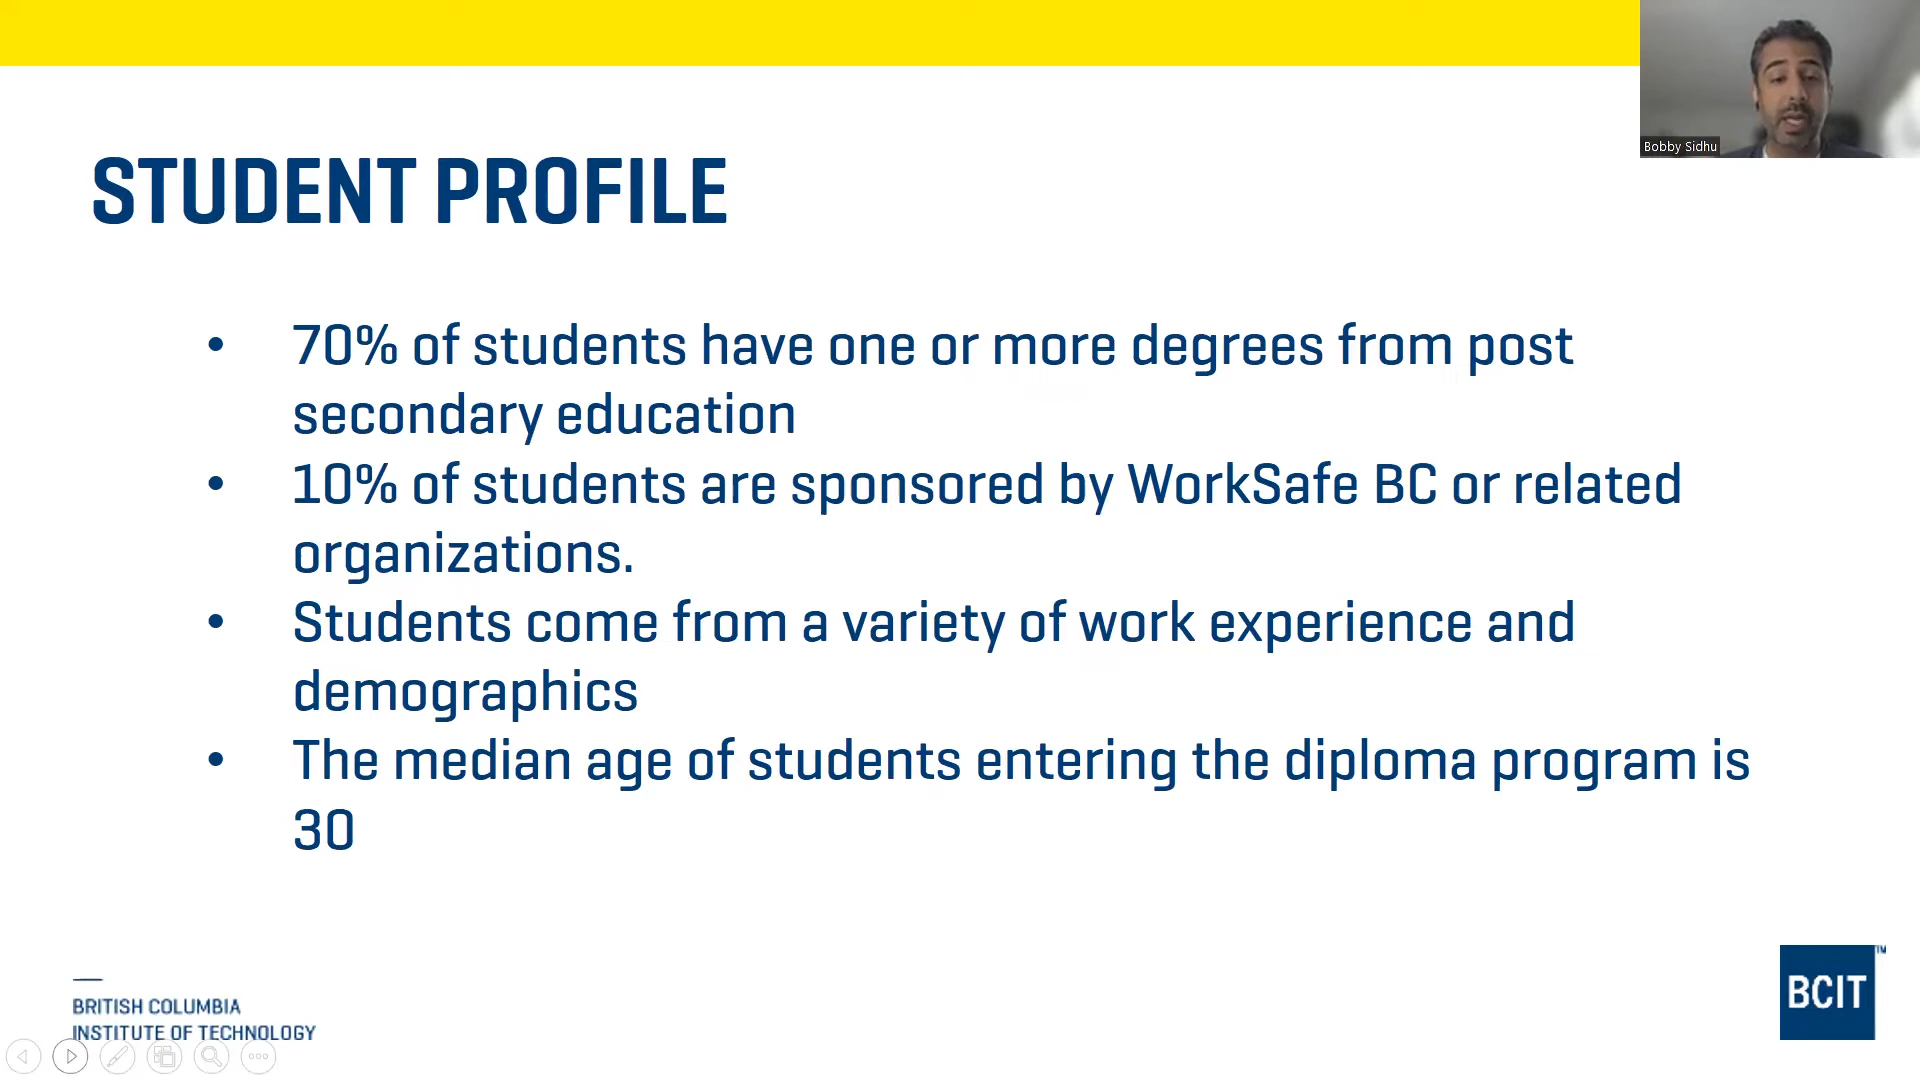 Bobby Sidhu
STUDENT PROFILE
• 70% of students have one or more degrees from post
secondary education
• 10% of students are sponsored by WorkSafe BC or related
organizations.
• Students come from a variety of work experience and
demographics
• The median age of students entering the diploma program is
30
BRITISH COLUMBIA
INSTITUTE OF TECHNOLOGY
BCIT™